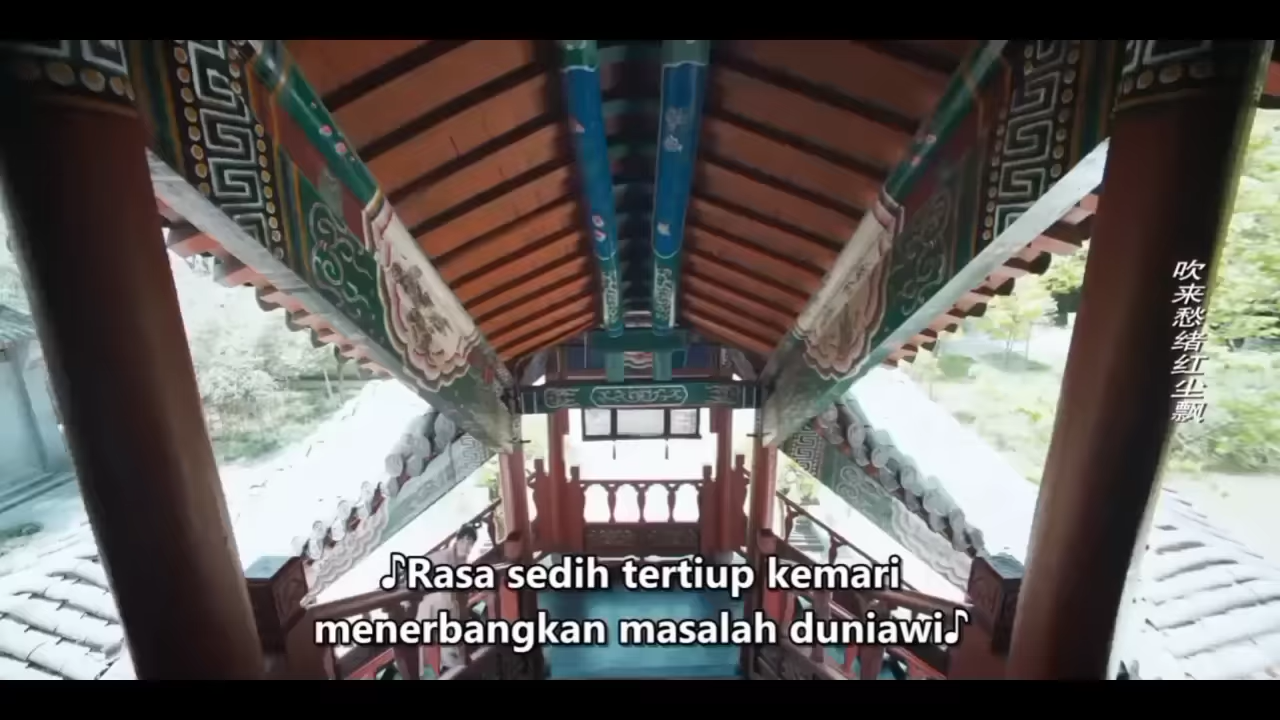 吹来愁绪红尘飘
♪Rasa sedih tertiup kemari
menerbangkan masalah duniawi♪